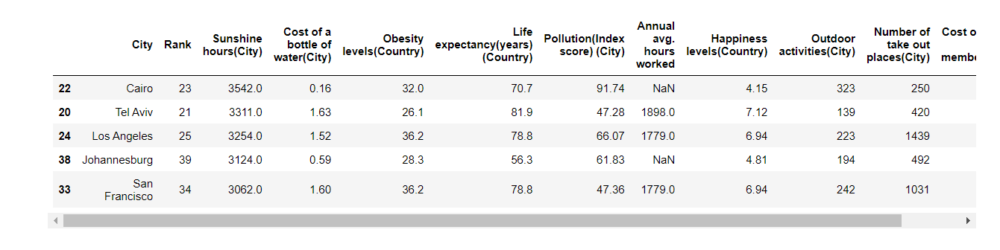 City Rank Sunshine hours(City) Cost of a bottle of water(City) Obesity levels(Country) Life expectancy(years) (Country) Pollution(Index score) (City) Annual avg. hours worked Happiness levels(Country) Outdoor activities(City) Number of take out places(City) Cost o membe
22 Cairo 23 3542.0 0.16 32.0 70.7 91.74 NaN 4.15 323 250
20 Tel Aviv 21 3311.0 1.63 26.1 81.9 47.28 1898.0 7.12 139 420
24 Los Angeles 25 3254.0 1.52 36.2 78.8 66.07 1779.0 6.94 223 1439
38 Johannesburg 39 3124.0 0.59 28.3 56.3 61.83 NaN 4.81 194 492
33 San Francisco 34 3062.0 1.60 36.2 78.8 47.36 1779.0 6.94 242 1031